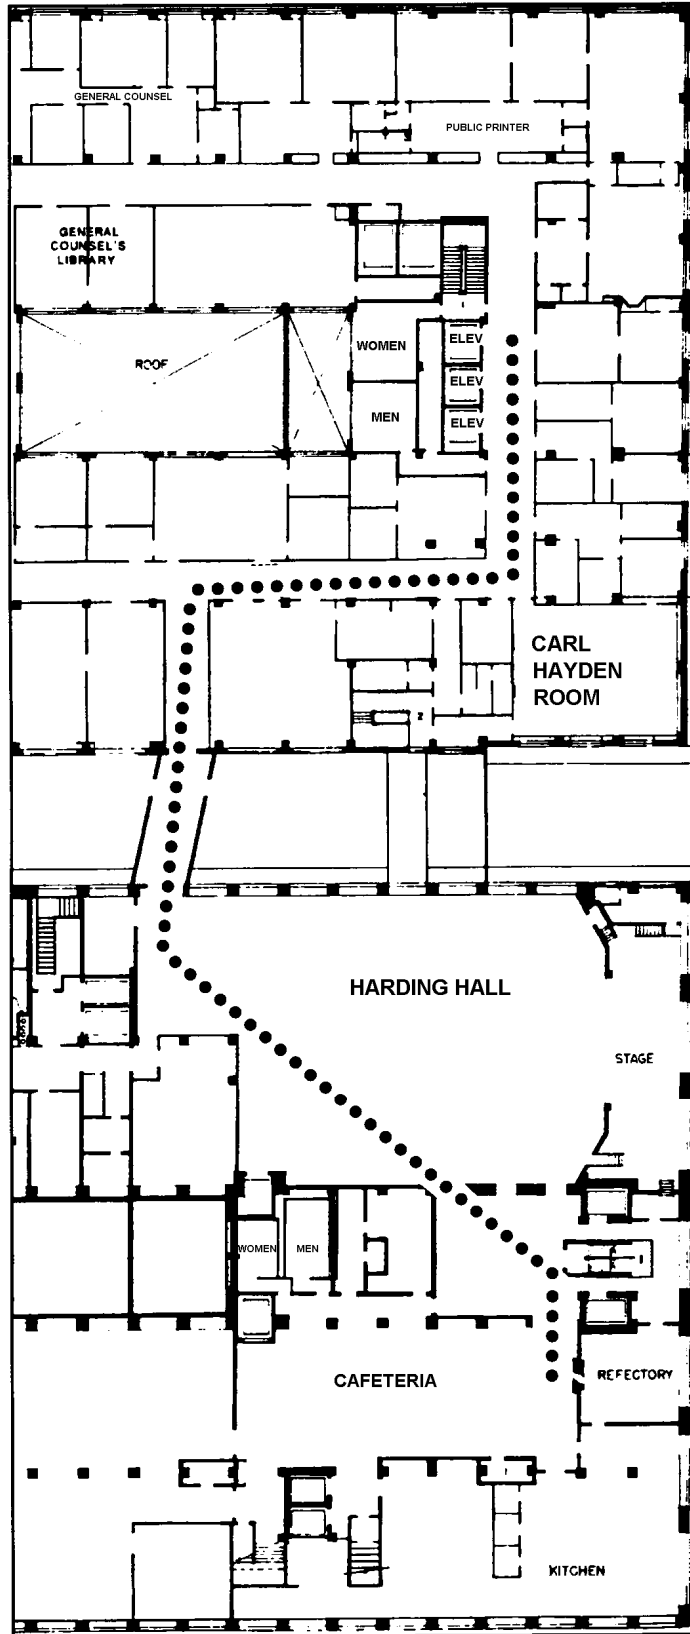 GENERAL COUNSEL
PUBLIC PRINTER
GENERAL
COUNSEL'S
LIBRARY
WOMEN
ELEV
ROOF
ELEV
MEN
ELEV
CARL
HAYDEN
ROOM
2
HARDING HALL
STAGE
WOMEN
MEN
CAFETERIA
REFECTORY
KITCHEN